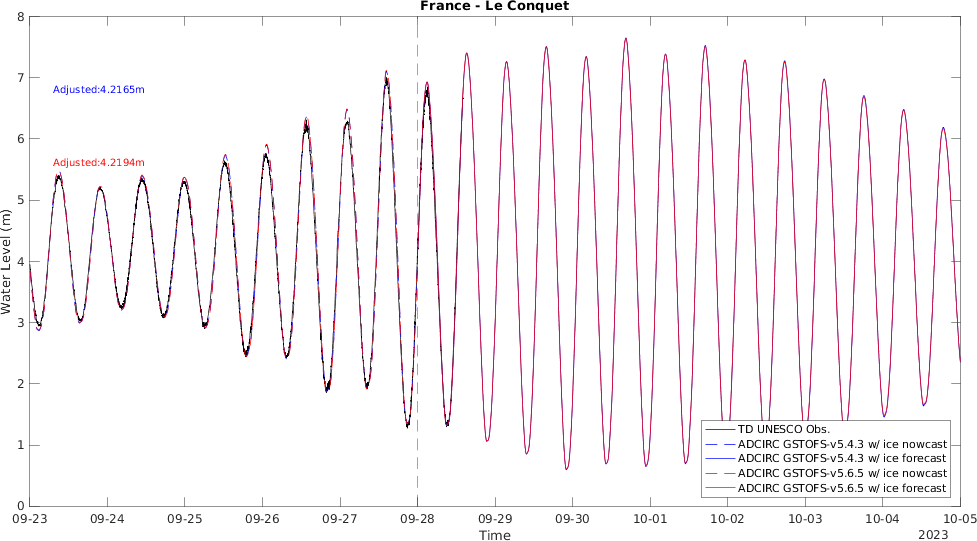 France - Le Conquet
8
7
6
5
4
3
2
1
0
Water Level (m)
Adjusted:4.2165m
Adjusted:4.2194m
TD UNESCO Obs.
ADCIRC GSTOFS-v5.4.3 w/ ice nowcast
ADCIRC GSTOFS-v5.4.3 w/ ice forecast
ADCIRC GSTOFS-v5.6.5 w/ ice nowcast
ADCIRC GSTOFS-v5.6.5 w/ ice forecast
09-23 09-24 09-25 09-26 09-27 09-28 09-29 09-30 10-01 10-02 10-03 10-04 10-05
Time
2023